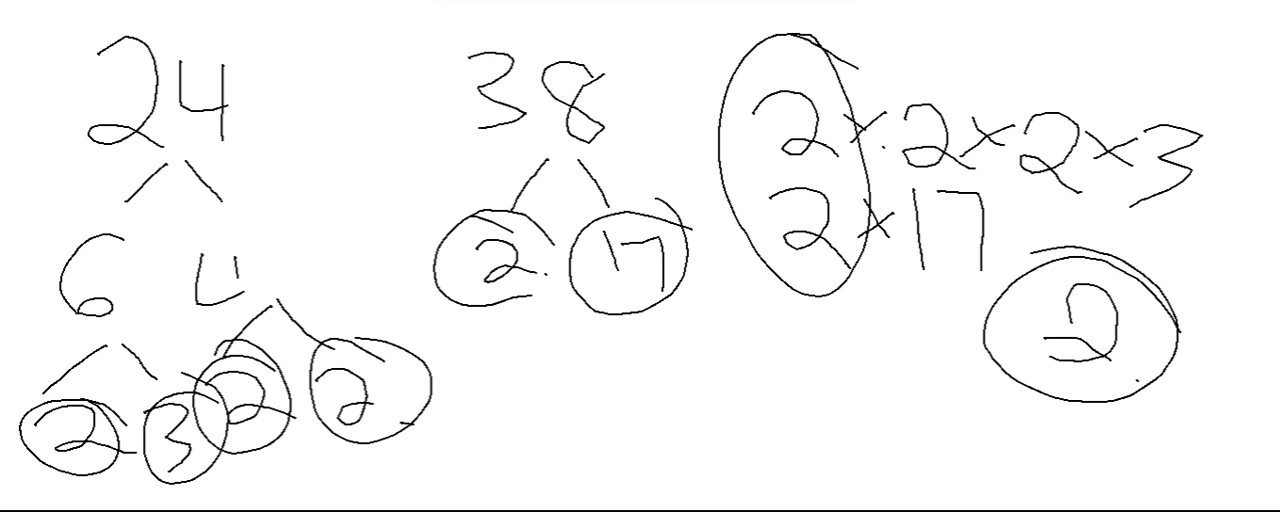 24 38
2 × 2 × 2 × 3
2 × 17
6 4 2 17
2
2 3 2 2